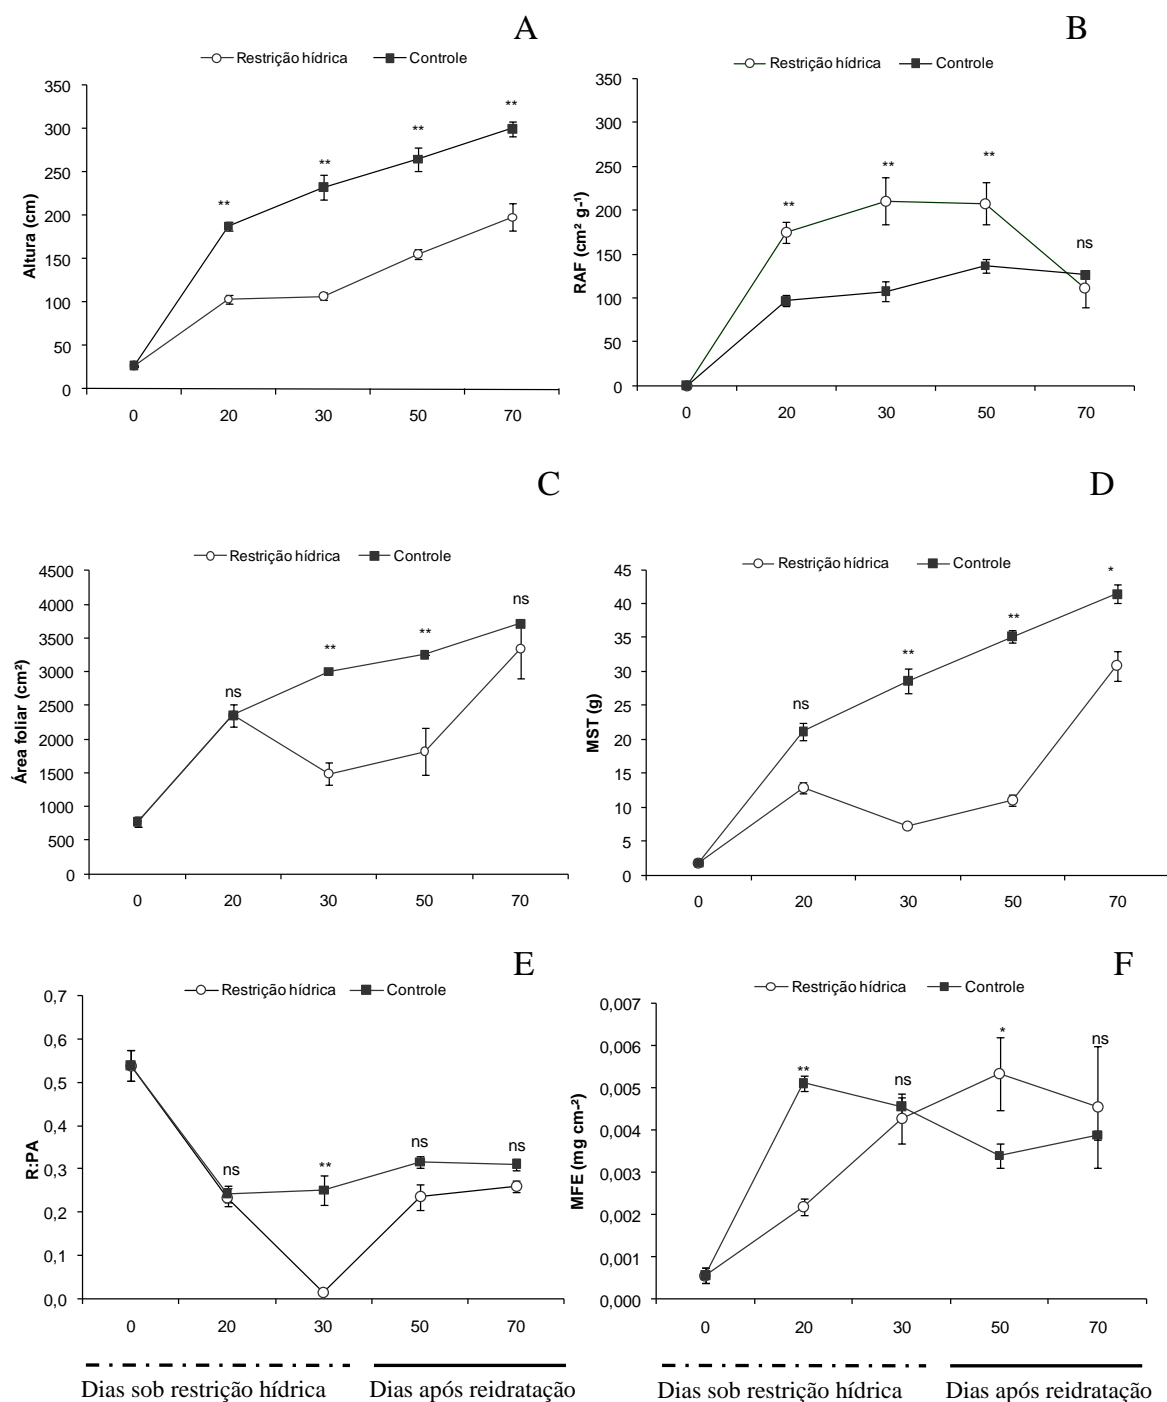 A
Restrição hídrica
Controle
350
300
250
200
150
100
50
0
Altura (cm)
**
**
**
**
0 20 30 50 70
B
Restrição hídrica
Controle
350
300
250
200
150
100
50
0
RAF (cm² g-¹)
**
**
**
ns
0 20 30 50 70
C
Restrição hídrica
Controle
4500
4000
3500
3000
2500
2000
1500
1000
500
0
Área foliar (cm²)
ns
**
**
ns
0 20 30 50 70
D
Restrição hídrica
Controle
45
40
35
30
25
20
15
10
5
0
MST (g)
ns
**
**
*
0 20 30 50 70
E
Restrição hídrica
Controle
0,7
0,6
0,5
0,4
0,3
0,2
0,1
0,0
R:PA
ns
**
ns
ns
0 20 30 50 70
Dias sob restrição hídrica
Dias após reidratação
F
Restrição hídrica
Controle
0,007
0,006
0,005
0,004
0,003
0,002
0,001
0,000
MFE (mg cm-²)
**
ns
*
ns
0 20 30 50 70
Dias sob restrição hídrica
Dias após reidratação